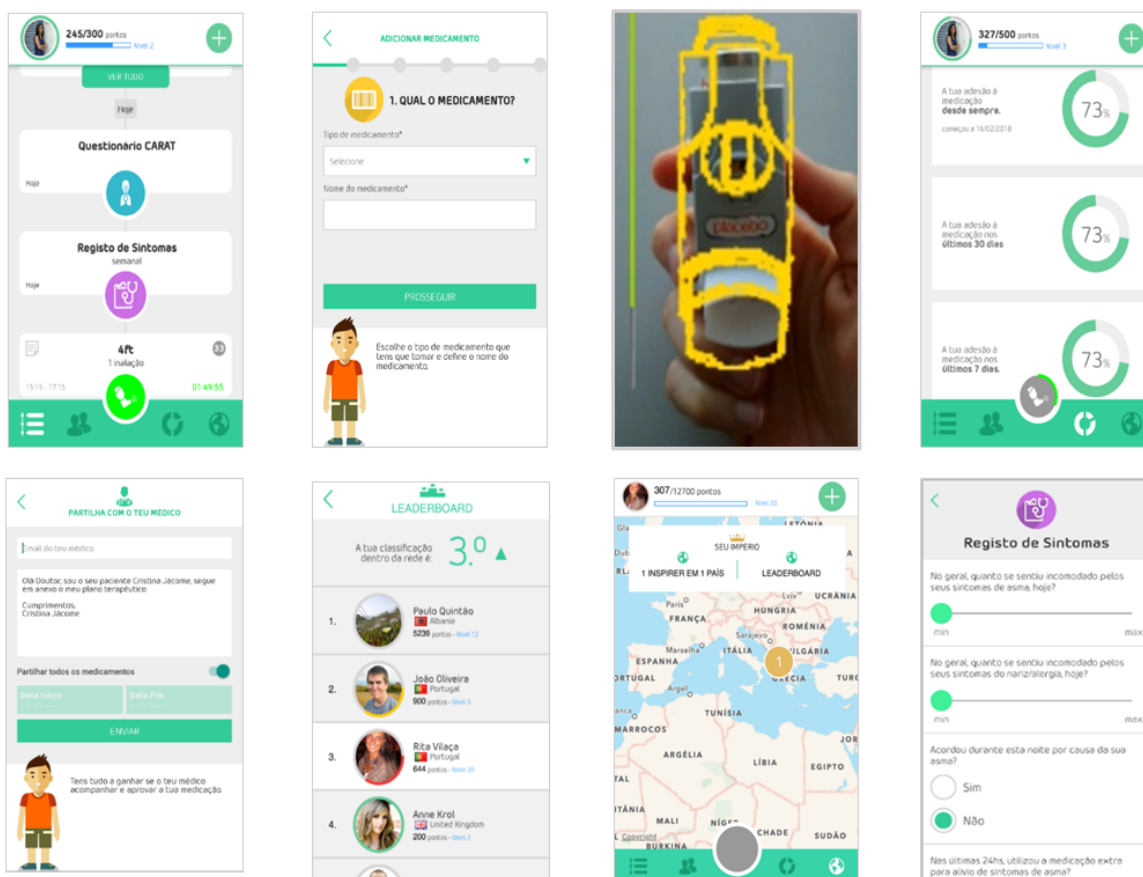 245/300 pontos
Nível 2
VER TUDO
Hoje
Questionário CARAT
Hoje
Registo de Sintomas
semanal
Hoje
4ft
33
1 inalação
15:15 - 17:15
01:49:55
ADICIONAR MEDICAMENTO
1. QUAL O MEDICAMENTO?
Tipo de medicamento*
Selecione
Nome do medicamento*
PROSSEGUIR
Escolhe o tipo de medicamento que
tens que tomar e define o nome do
medicamento.
placebo
327/500 pontos
Nível 3
A tua adesão à
medicação
desde sempre.
começou a 16/02/2018
73%
A tua adesão à
medicação nos
últimos 30 dias
73%
A tua adesão à
medicação nos
últimos 7 dias.
73%
PARTILHA COM O TEU MÉDICO
Email do teu médico
Olá Doutor, sou o seu paciente Cristina Jácome, segue
em anexo o meu plano terapêutico
Cumprimentos,
Cristina Jácome
Partilhar todos os medicamentos
Data Início
Data Fim
ENVIAR
Tens tudo a ganhar se o teu médico
acompanhar e aprovar a tua medicação
LEADERBOARD
A tua classificação
dentro da rede é:
3.º
1.
Paulo Quintão
Albania
5239 pontos - Nível 13
2.
João Oliveira
Portugal
900 pontos - Nível 5
3.
Rita Vilaça
Portugal
644 pontos - Nível 20
4.
Anne Krol
United Kingdom
200 pontos - Nível 2
307/12700 pontos
Nível 20
LETÓNIA
SEU IMPÉRIO
1 INSPIRER EM 1 PAÍS
LEADERBOARD
Lviv
UCRÂNIA
Paris
HUNGRIA
FRANÇA
ROMÉNIA
Sarajevo
Marselha
ITÁLIA
1
ESPANHA
Argel
TUNÍSIA
MARROCOS
ARGÉLIA
LÍBIA
EGIPTO
MALI
CHADE
SUDÃO
Copyright
BURKINA
Registo de Sintomas
No geral, quanto se sentiu incomodado pelos
seus sintomas de asma, hoje?
min
max
No geral, quanto se sentiu incomodado pelos
seus sintomas do nariz/alergia, hoje?
min
max
Acordou durante esta noite por causa da sua
asma?
Sim
Não
Nas últimas 24hs, utilizou a medicação extra
para alívio de sintomas de asma?